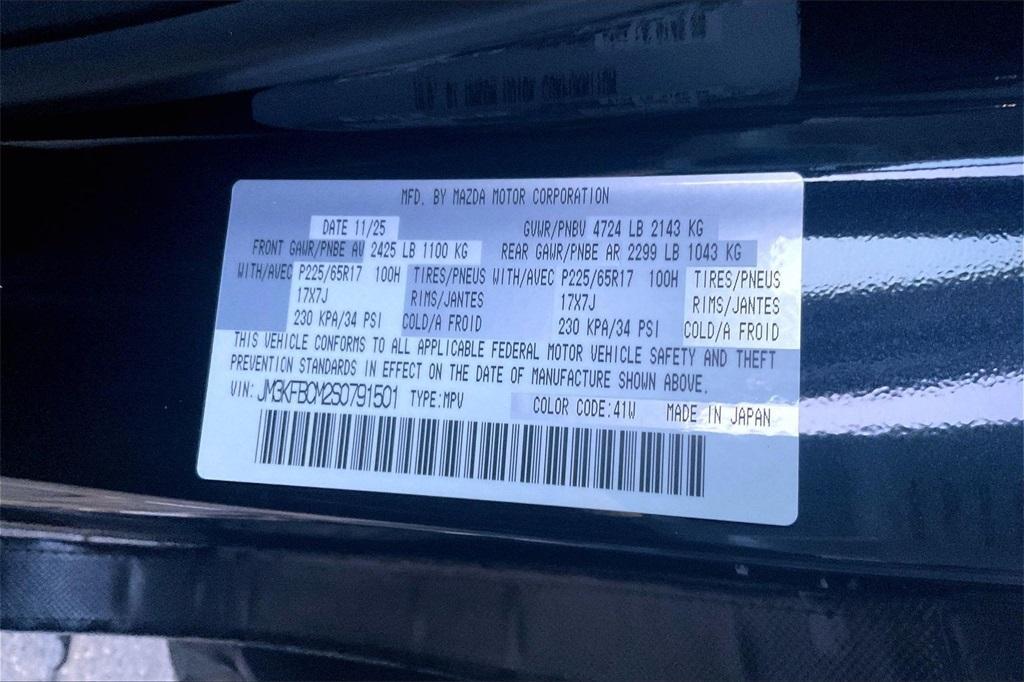 MFD. BY MAZDA MOTOR CORPORATION
DATE 11/25 GVWR/PNBV 4724 LB 2143 KG
FRONT GAWR/PNBE AV 2425 LB 1100 KG REAR GAWR/PNBE AR 2299 LB 1043 KG
WITH/AVEC P225/65R17 100H TIRES/PNEUS WITH/AVEC P225/65R17 100H TIRES/PNEUS
17X7J RIMS/JANTES 17X7J RIMS/JANTES
230 KPA/34 PSI COLD/A FROID 230 KPA/34 PSI COLD/A FROID
THIS VEHICLE CONFORMS TO ALL APPLICABLE FEDERAL MOTOR VEHICLE SAFETY AND THEFT
PREVENTION STANDARDS IN EFFECT ON THE DATE OF MANUFACTURE SHOWN ABOVE.
VIN: JM3KFBCM2S0791501 TYPE:MPV COLOR CODE:41W MADE IN JAPAN